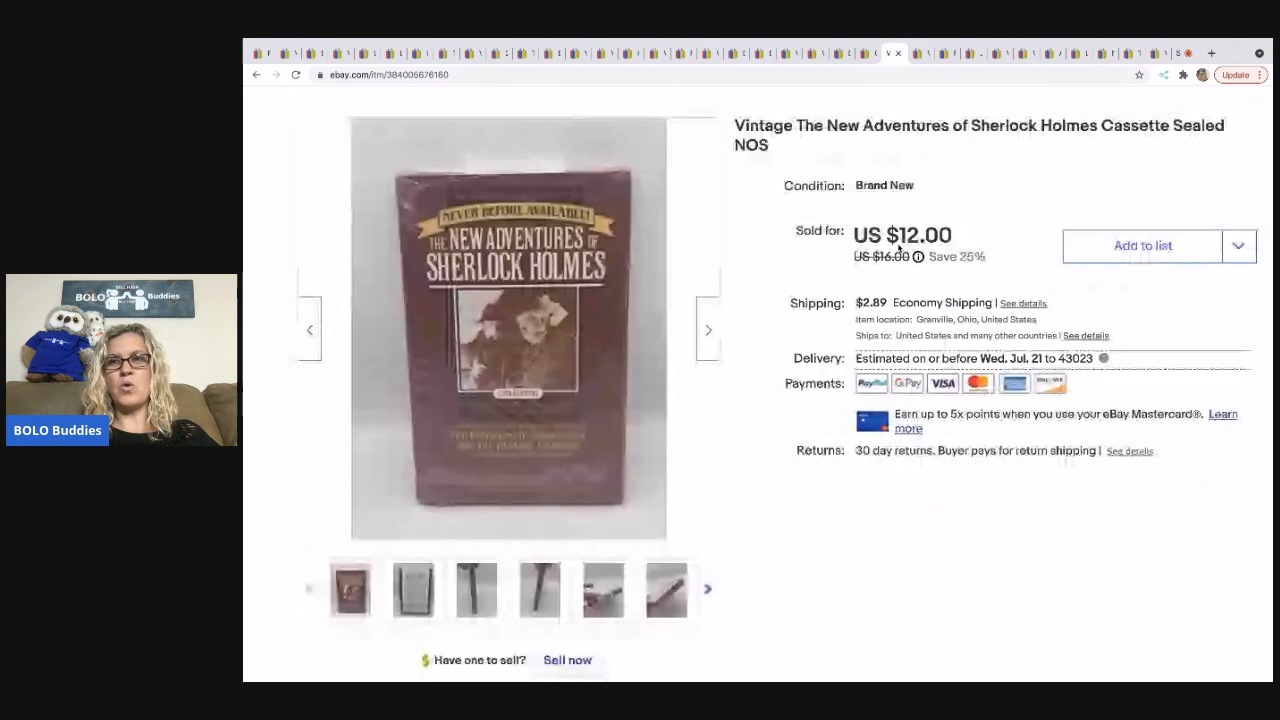 ebay.com/itm/384005676160
Update
Vintage The New Adventures of Sherlock Holmes Cassette Sealed
NOS
Condition: Brand New
Sold for: US $12.00
US $16.00 Save 25%
Add to list
Shipping: $2.89 Economy Shipping | See details
Item location: Granville, Ohio, United States
Ships to: United States and many other countries | See details
Delivery: Estimated on or before Wed. Jul. 21 to 43023
Payments: PayPal G Pay VISA
Earn up to 5x points when you use your eBay Mastercard®. Learn
more
Returns: 30 day returns. Buyer pays for return shipping | See details
NEVER BEFORE AVAILABLE!
THE NEW ADVENTURES OF
SHERLOCK HOLMES
Have one to sell? Sell now
BOLO Buddies
BOLO Buddies